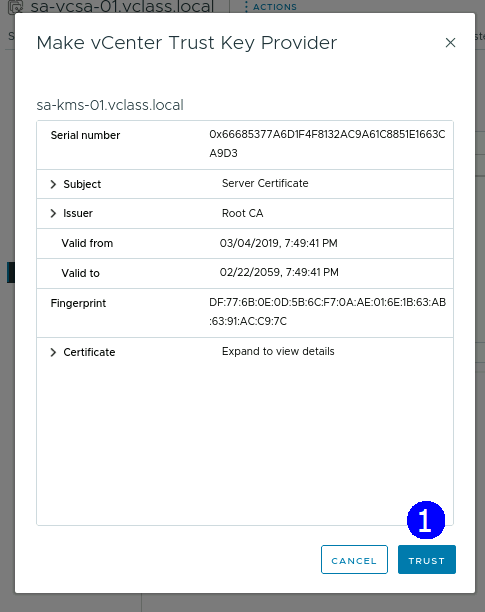 sa-vcsa-01.vclass.local
ACTIONS
Make vCenter Trust Key Provider
sa-kms-01.vclass.local
Serial number 0x66685377A6D1F4F8132AC9A61C8851E1663C
A9D3
Subject Server Certificate
Issuer Root CA
Valid from 03/04/2019, 7:49:41 PM
Valid to 02/22/2059, 7:49:41 PM
Fingerprint DF:77:6B:0E:0D:5B:6C:F7:0A:AE:01:6E:1B:63:AB
:63:91:AC:C9:7C
Certificate Expand to view details
1
CANCEL TRUST